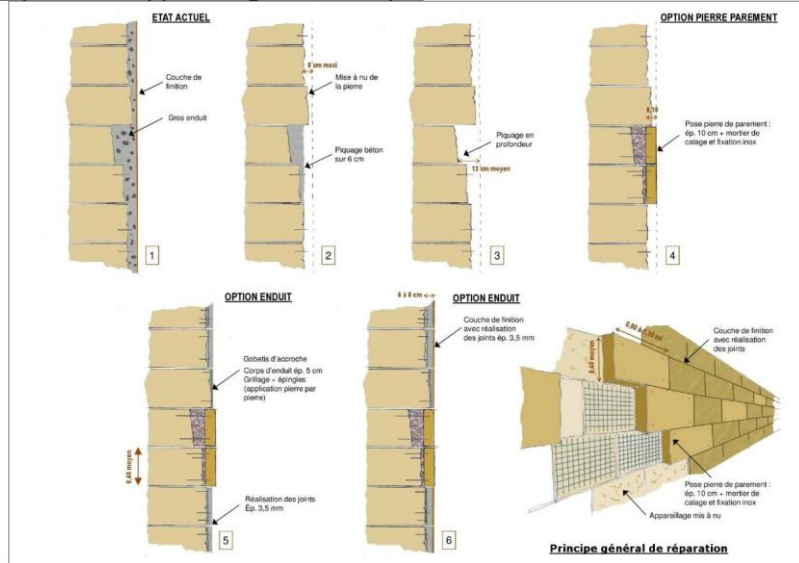 ETAT ACTUEL
Couche de
finition
Gros enduit
1
Mise à nu de
la pierre
Piquage béton
sur 6 cm
2
Piquage en
profondeur
13 cm moyen
3
OPTION PIERRE PAREMENT
0,10
Pose pierre de parement :
ép. 10 cm + mortier de
calage et fixation inox
4
OPTION ENDUIT
Gobetis d'accroche
Corps d'enduit ép. 5 cm
Grillage + épingles
(application pierre par
pierre)
0,40 moyen
Réalisation des joints
Ep. 3,5 mm
5
OPTION ENDUIT
Couche de finition
avec réalisation
des joints ép. 3,5 mm
6
0,40 moyen
Couche de finition
avec réalisation
des joints
Pose pierre de parement :
ép. 10 cm + mortier de
calage et fixation inox
Appareillage mis à nu
Principe général de réparation